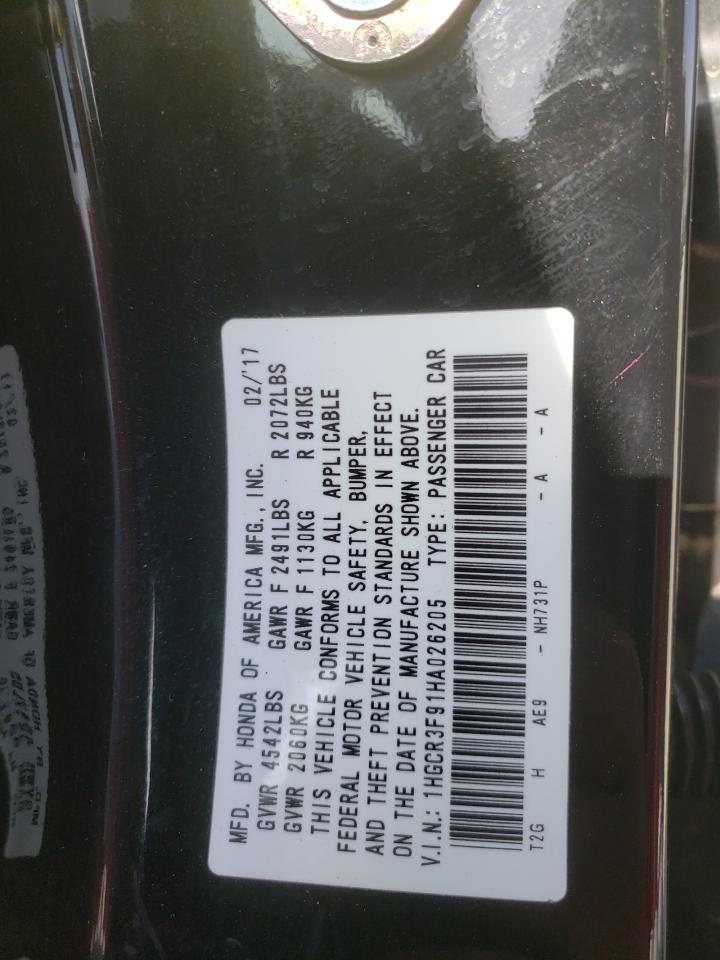 MFD. BY HONDA OF AMERICA MFG., INC. 02/'17
GVWR 4542LBS GAWR F 2491LBS R 2072LBS
GVWR 2060KG GAWR F 1130KG R 940KG
THIS VEHICLE CONFORMS TO ALL APPLICABLE
FEDERAL MOTOR VEHICLE SAFETY, BUMPER,
AND THEFT PREVENTION STANDARDS IN EFFECT
ON THE DATE OF MANUFACTURE SHOWN ABOVE.
V.I.N.: 1HGCR3F91HA026205 TYPE: PASSENGER CAR
T2G H AE9 - NH731P - A - A